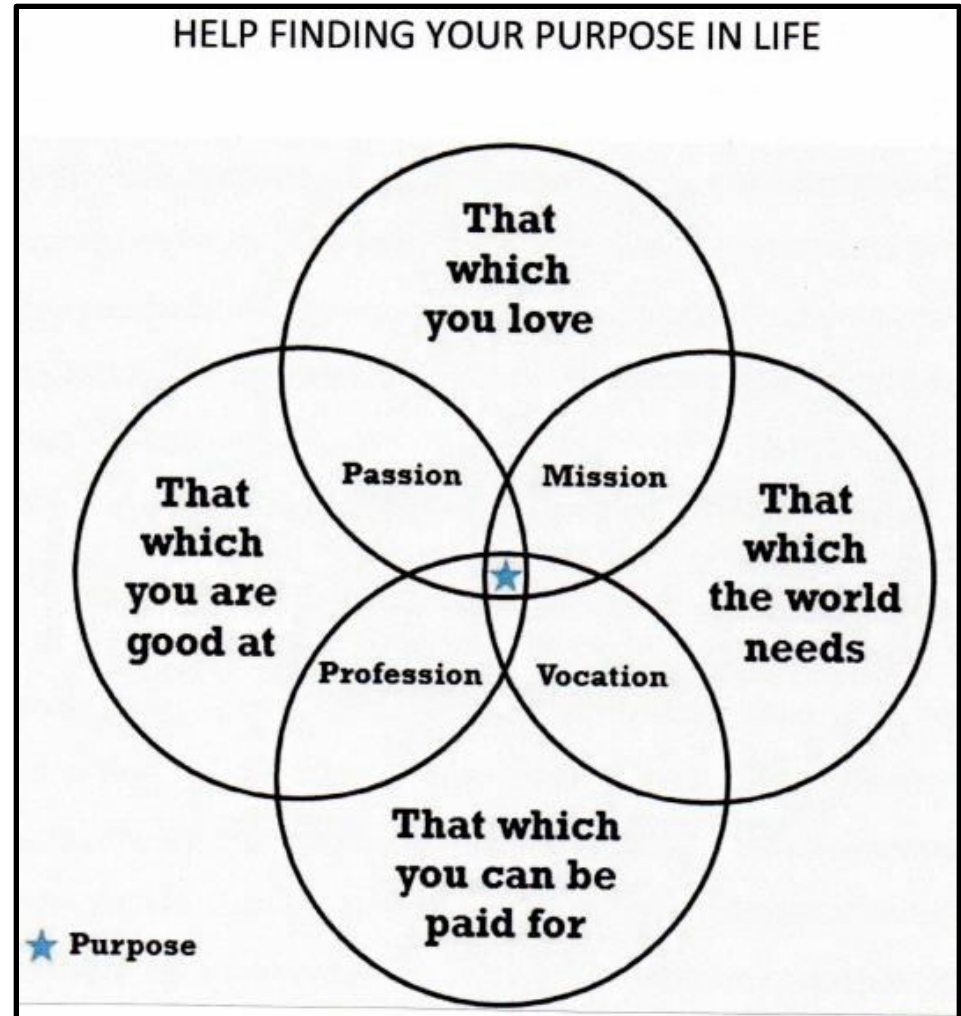 HELP FINDING YOUR PURPOSE IN LIFE
That
which
you love
Passion
Mission
That
which
you are
good at
That
which
the world
needs
Profession
Vocation
That which
you can be
paid for
Purpose